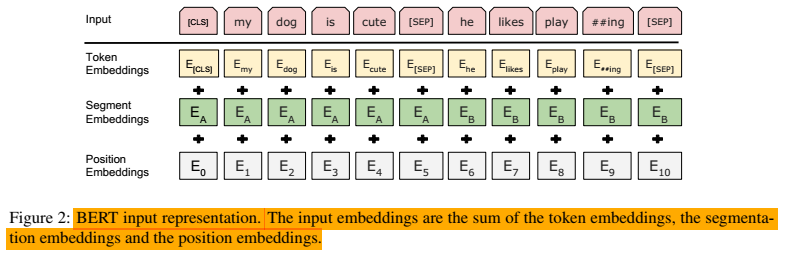 Input [CLS] my dog is cute [SEP] he likes play ##ing [SEP]
Token
Embeddings E[CLS] Emy Edog Eis Ecute E[SEP] Ehe Elikes Eplay E##ing E[SEP]
+ + + + + + + + + + +
Segment
Embeddings EA EA EA EA EA EA EB EB EB EB EB
+ + + + + + + + + + +
Position
Embeddings E0 E1 E2 E3 E4 E5 E6 E7 E8 E9 E10
Figure 2: BERT input representation. The input embeddings are the sum of the token embeddings, the segmenta-
tion embeddings and the position embeddings.